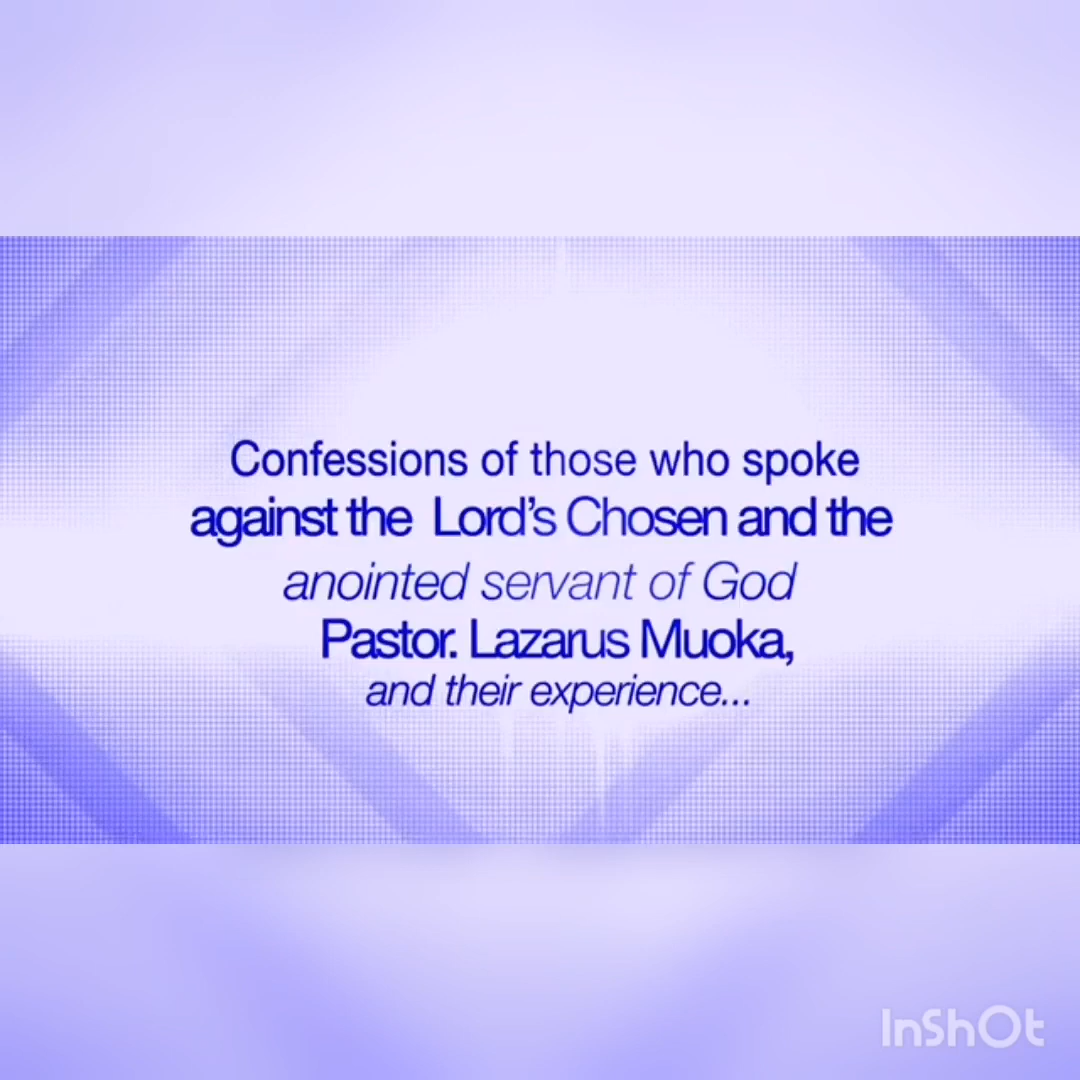 Confessions of those who spoke
against the Lord's Chosen and the
anointed servant of God
Pastor. Lazarus Muoka,
and their experience...
InShOt